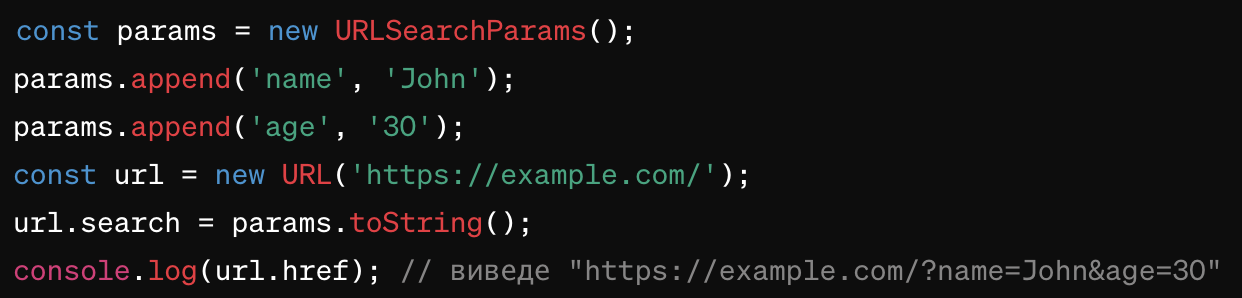 const params = new URLSearchParams();
params.append('name', 'John');
params.append('age', '30');
const url = new URL('https://example.com/');
url.search = params.toString();
console.log(url.href); // виведе "https://example.com/?name=John&age=30"